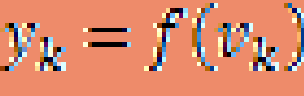 y_k = f(v_k)